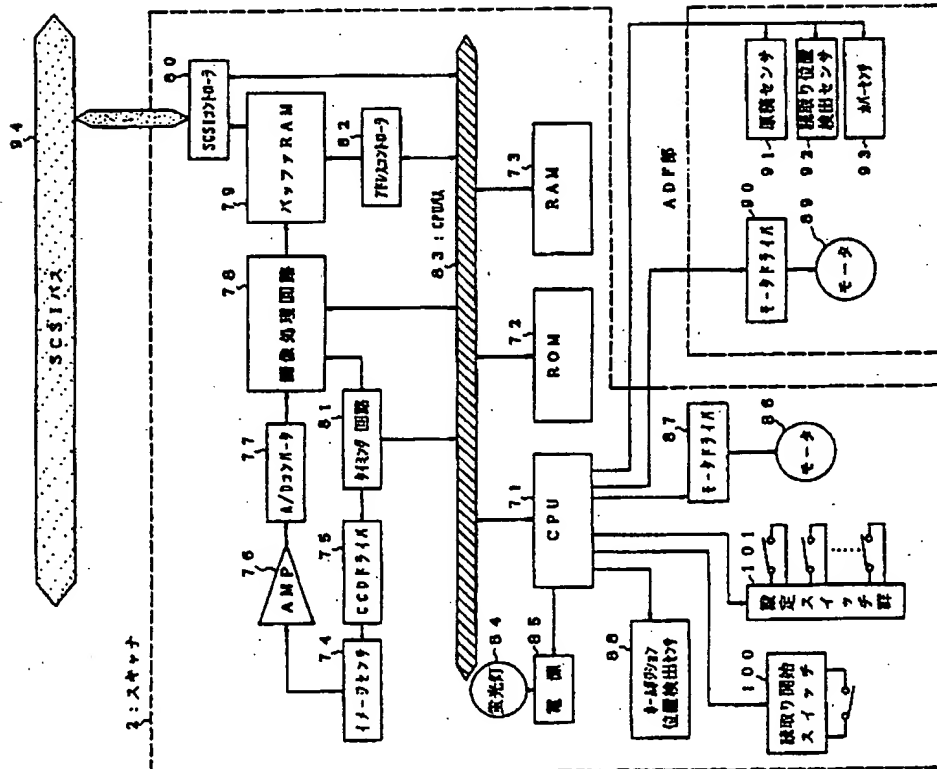 94
SCSIバス
2:スキャナ
80
SCSIコントローラ
79
バッファRAM
82
アドレスコントローラ
78
画像処理回路
77
A/Dコンバータ
76
AMP
81
タイミング回路
75
CCDドライバ
74
イメージセンサ
83:CPUバス
84
蛍光灯
85
電源
71
CPU
72
ROM
73
RAM
88
ホームポジション
位置検出センサ
100
読取り開始
スイッチ
101
設定スイッチ群
87
モータドライバ
86
モータ
ADF部
90
モータドライバ
89
モータ
91
原稿センサ
92
読取り位置
検出センサ
93
カバーセンサ